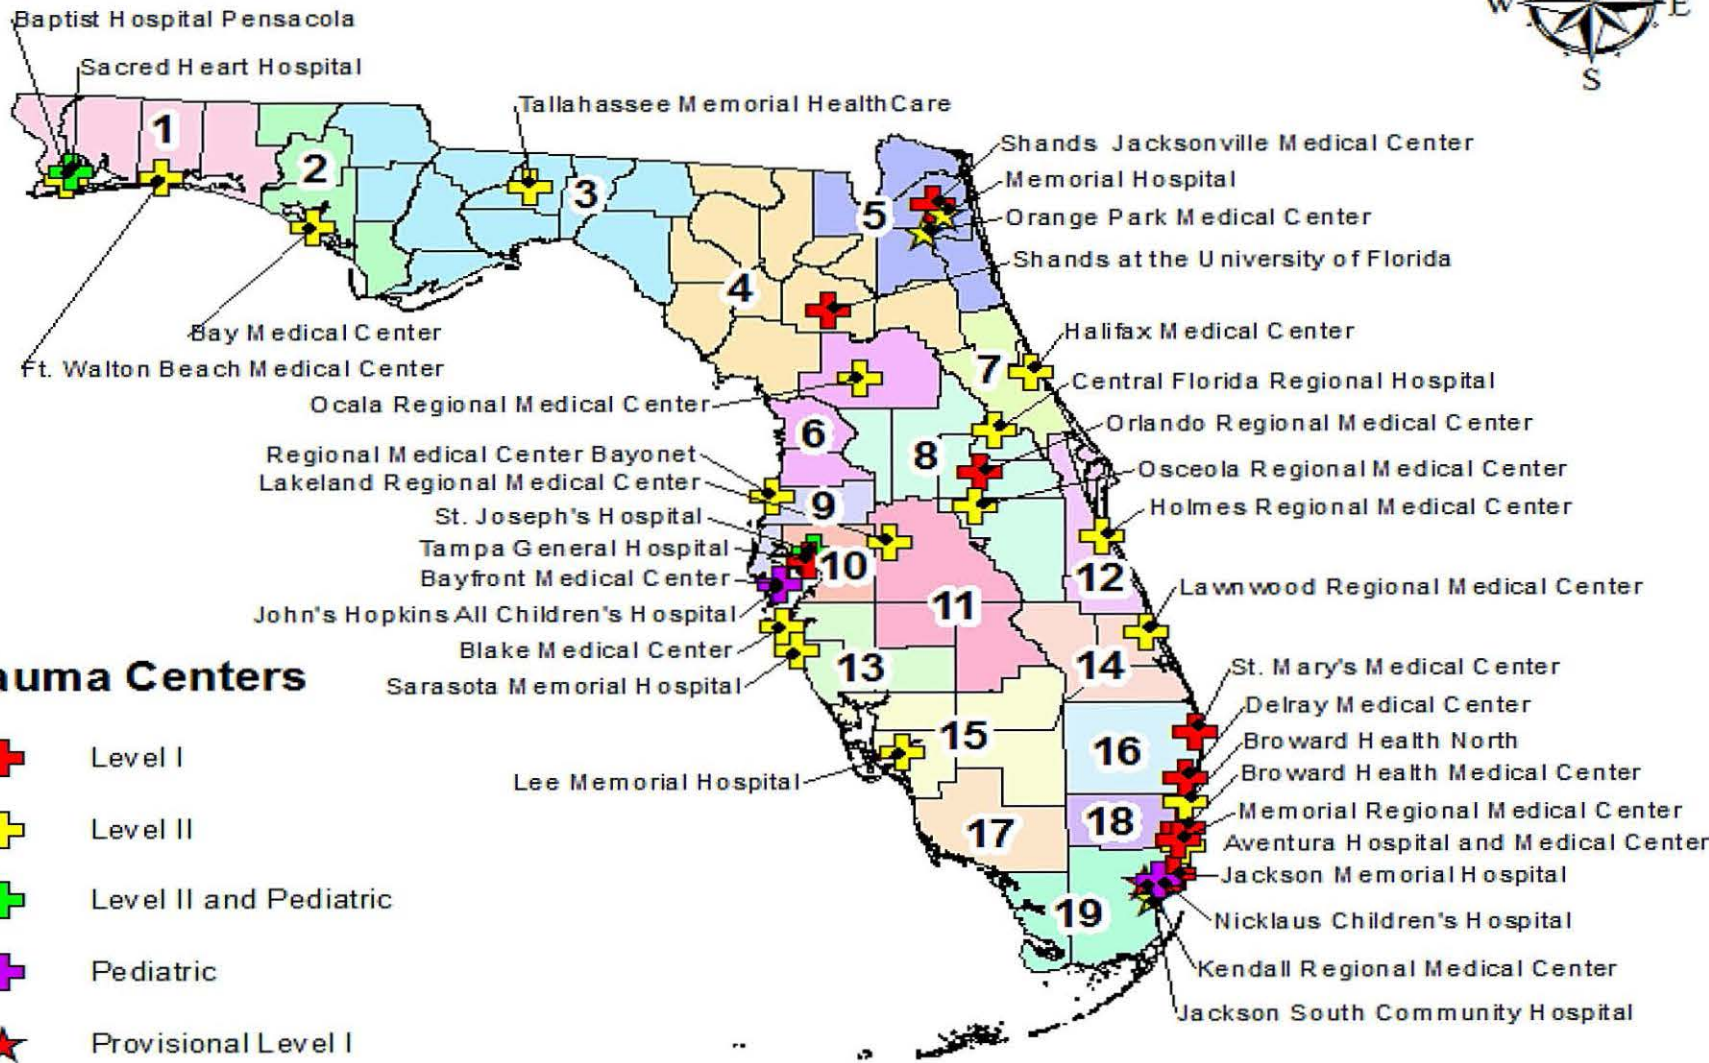 Baptist Hospital Pensacola
Sacred Heart Hospital
W
E
S
Tallahassee Memorial HealthCare
Shands Jacksonville Medical Center
Memorial Hospital
Orange Park Medical Center
Shands at the University of Florida
1
2
3
4
5
Bay Medical Center
Ft. Walton Beach Medical Center
Halifax Medical Center
Central Florida Regional Hospital
Orlando Regional Medical Center
Osceola Regional Medical Center
Holmes Regional Medical Center
Ocala Regional Medical Center
Regional Medical Center Bayonet
Lakeland Regional Medical Center
St. Joseph's Hospital
Tampa General Hospital
Bayfront Medical Center
John's Hopkins All Children's Hospital
Blake Medical Center
Sarasota Memorial Hospital
6
7
8
9
10
11
12
13
14
15
16
17
18
19
Lawnwood Regional Medical Center
St. Mary's Medical Center
Delray Medical Center
Broward Health North
Broward Health Medical Center
Memorial Regional Medical Center
Aventura Hospital and Medical Center
Jackson Memorial Hospital
Nicklaus Children's Hospital
Kendall Regional Medical Center
Jackson South Community Hospital
Lee Memorial Hospital
auma Centers
Level I
Level II
Level II and Pediatric
Pediatric
Provisional Level I